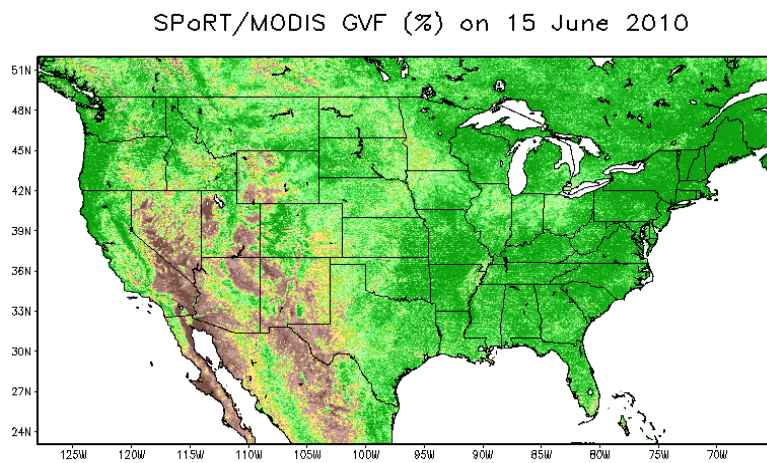 SPoRT/MODIS GVF (%) on 15 June 2010
51N
48N
45N
42N
39N
36N
33N
30N
27N
24N
125W 120W 115W 110W 105W 100W 95W 90W 85W 80W 75W 70W